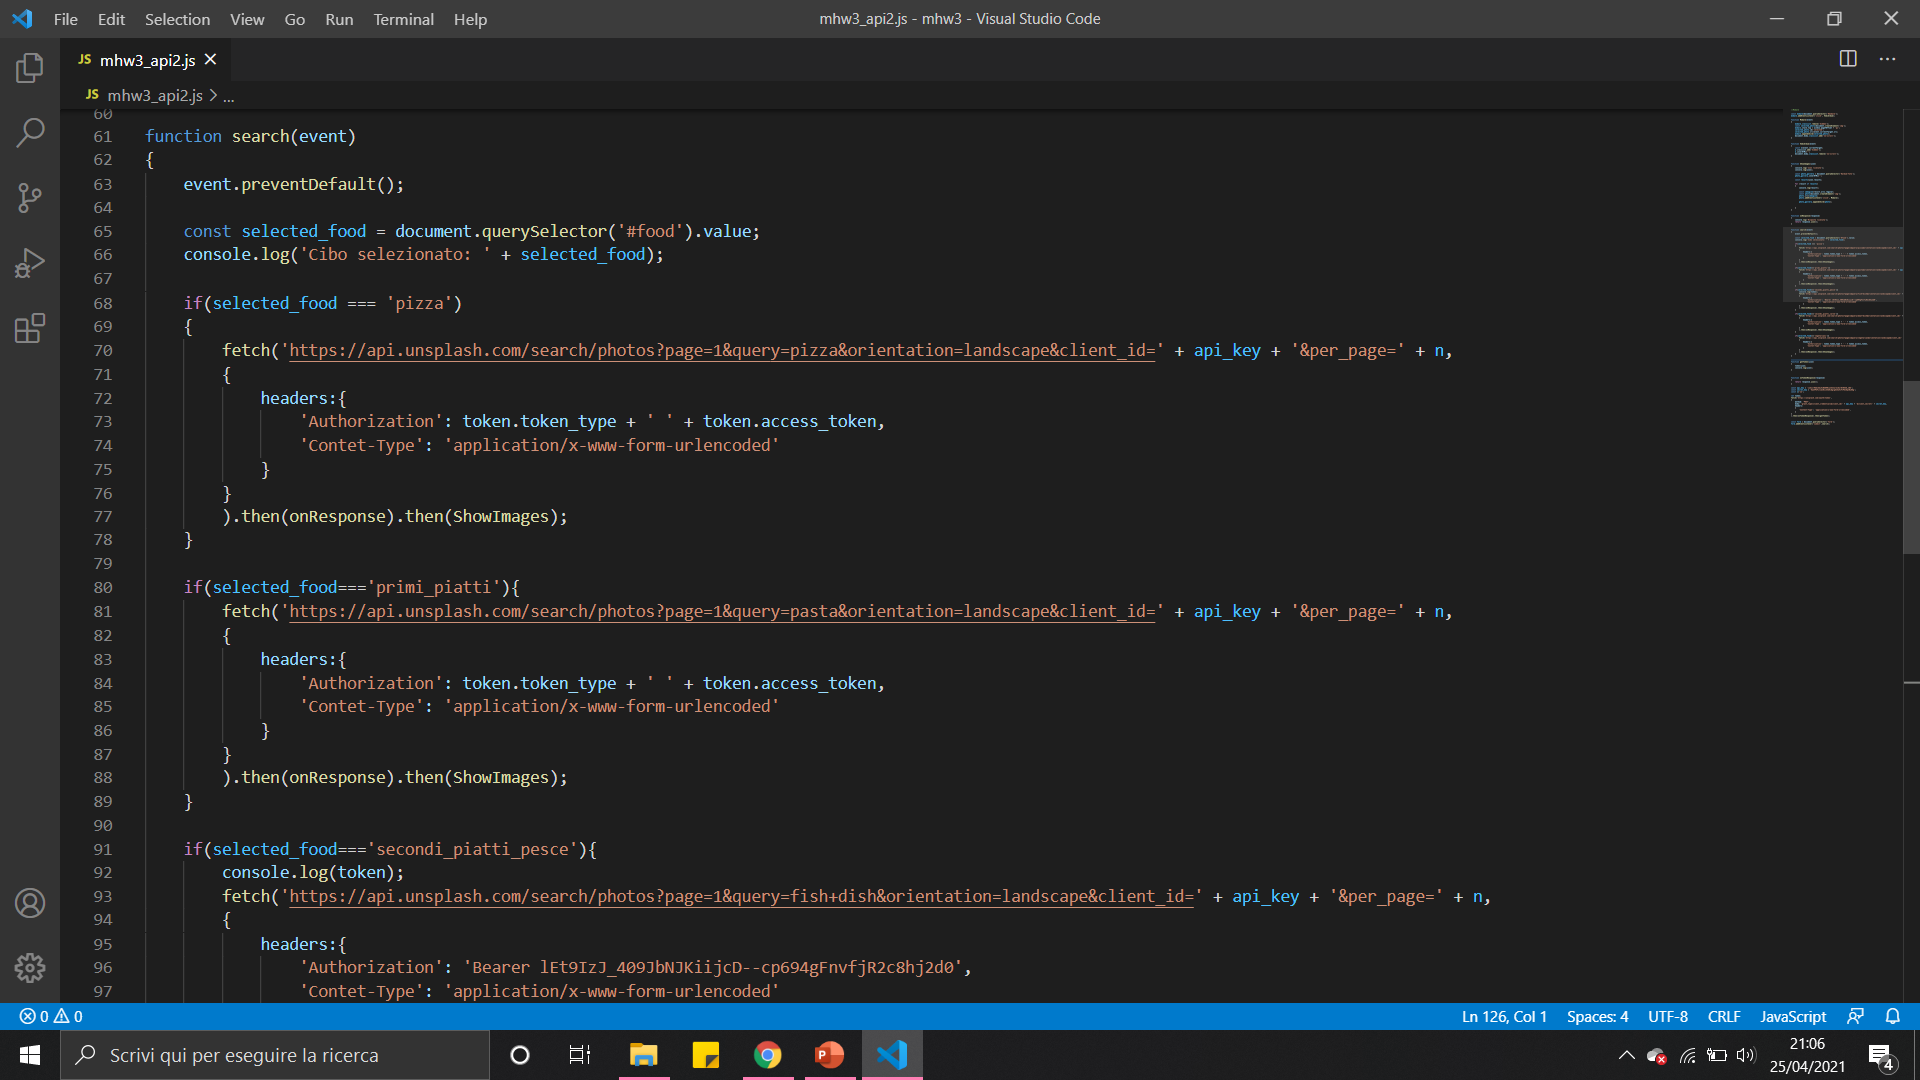 File Edit Selection View Go Run Terminal Help
mhw3_api2.js - mhw3 - Visual Studio Code
JS mhw3_api2.js
JS mhw3_api2.js > ...
60
61 function search(event)
62 {
63 event.preventDefault();
64
65 const selected_food = document.querySelector('#food').value;
66 console.log('Cibo selezionato: ' + selected_food);
67
68 if(selected_food === 'pizza')
69 {
70 fetch('https://api.unsplash.com/search/photos?page=1&query=pizza&orientation=landscape&client_id=' + api_key + '&per_page=' + n,
71 {
72 headers:{
73 'Authorization': token.token_type + ' ' + token.access_token,
74 'Contet-Type': 'application/x-www-form-urlencoded'
75 }
76 }
77 ).then(onResponse).then(ShowImages);
78 }
79
80 if(selected_food==='primi_piatti'){
81 fetch('https://api.unsplash.com/search/photos?page=1&query=pasta&orientation=landscape&client_id=' + api_key + '&per_page=' + n,
82 {
83 headers:{
84 'Authorization': token.token_type + ' ' + token.access_token,
85 'Contet-Type': 'application/x-www-form-urlencoded'
86 }
87 }
88 ).then(onResponse).then(ShowImages);
89 }
90
91 if(selected_food==='secondi_piatti_pesce'){
92 console.log(token);
93 fetch('https://api.unsplash.com/search/photos?page=1&query=fish+dish&orientation=landscape&client_id=' + api_key + '&per_page=' + n,
94 {
95 headers:{
96 'Authorization': 'Bearer lEt9IzJ_409JbNJKiijcD--cp694gFnvfjR2c8hj2d0',
97 'Contet-Type': 'application/x-www-form-urlencoded'
0 0
Ln 126, Col 1 Spaces: 4 UTF-8 CRLF JavaScript
Scrivi qui per eseguire la ricerca
21:06
25/04/2021
4